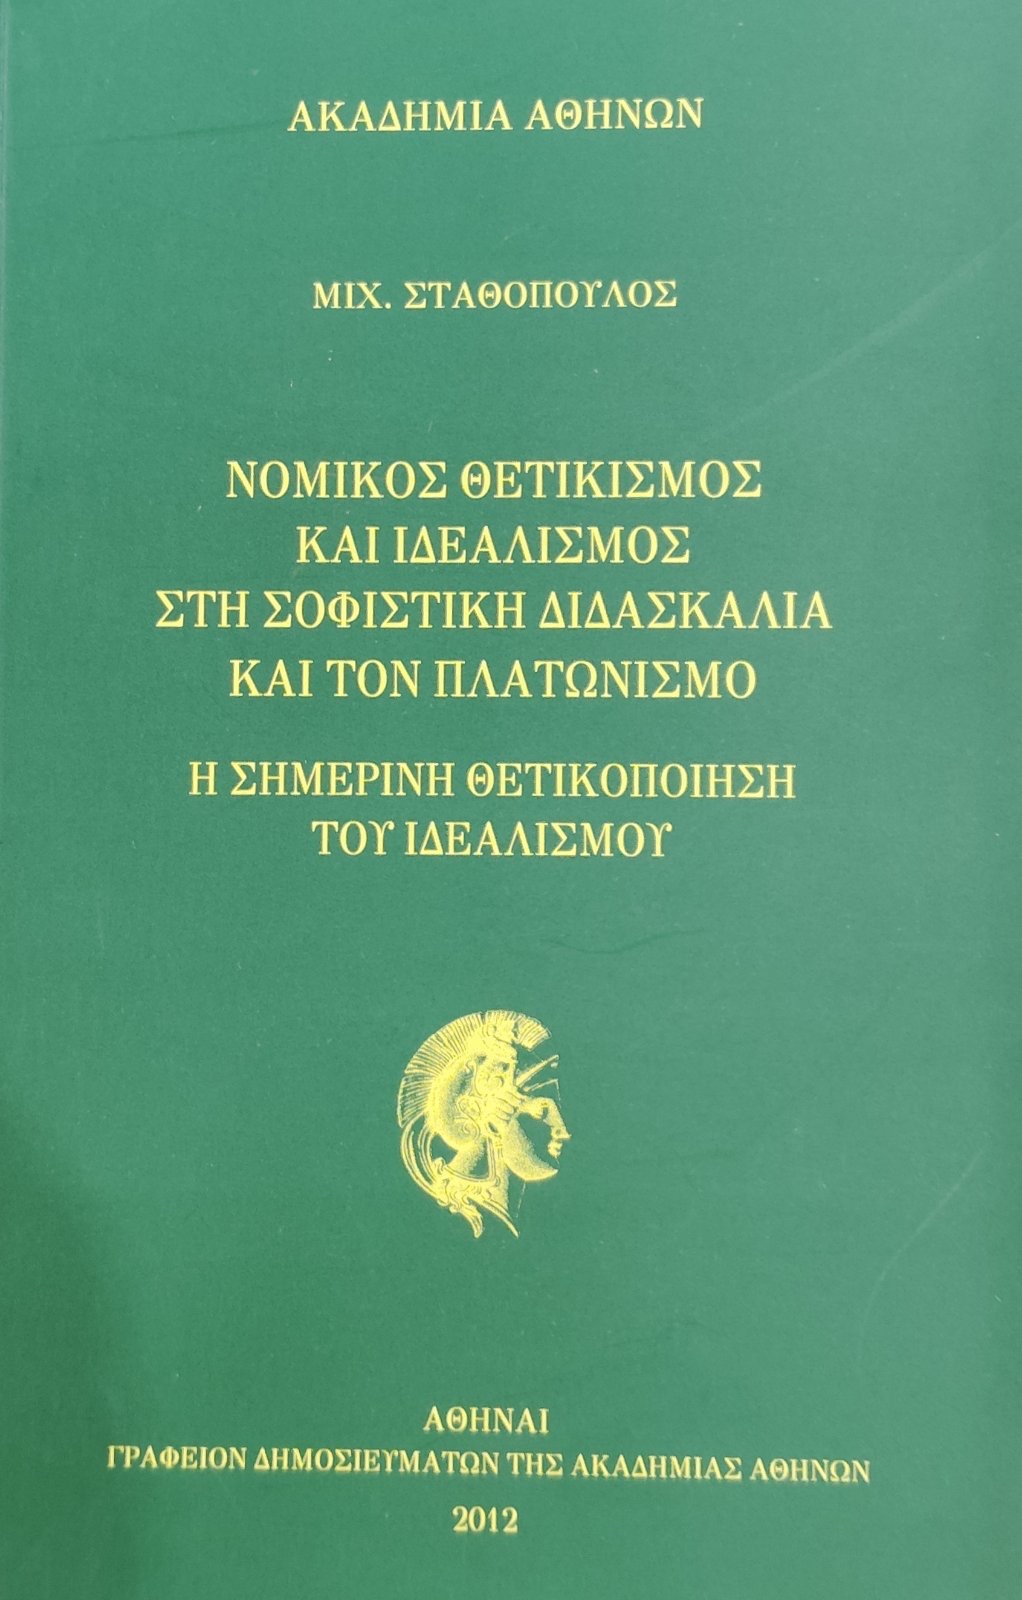 ΑΚΑΔΗΜΙΑ ΑΘΗΝΩΝ
ΜΙΧ. ΣΤΑΘΟΠΟΥΛΟΣ
ΝΟΜΙΚΟΣ ΘΕΤΙΚΙΣΜΟΣ
ΚΑΙ ΙΔΕΑΛΙΣΜΟΣ
ΣΤΗ ΣΟΦΙΣΤΙΚΗ ΔΙΔΑΣΚΑΛΙΑ
ΚΑΙ ΤΟΝ ΠΛΑΤΩΝΙΣΜΟ
Η ΣΗΜΕΡΙΝΗ ΘΕΤΙΚΟΠΟΙΗΣΗ
ΤΟΥ ΙΔΕΑΛΙΣΜΟΥ
ΑΘΗΝΑΙ
ΓΡΑΦΕΙΟΝ ΔΗΜΟΣΙΕΥΜΑΤΩΝ ΤΗΣ ΑΚΑΔΗΜΙΑΣ ΑΘΗΝΩΝ
2012